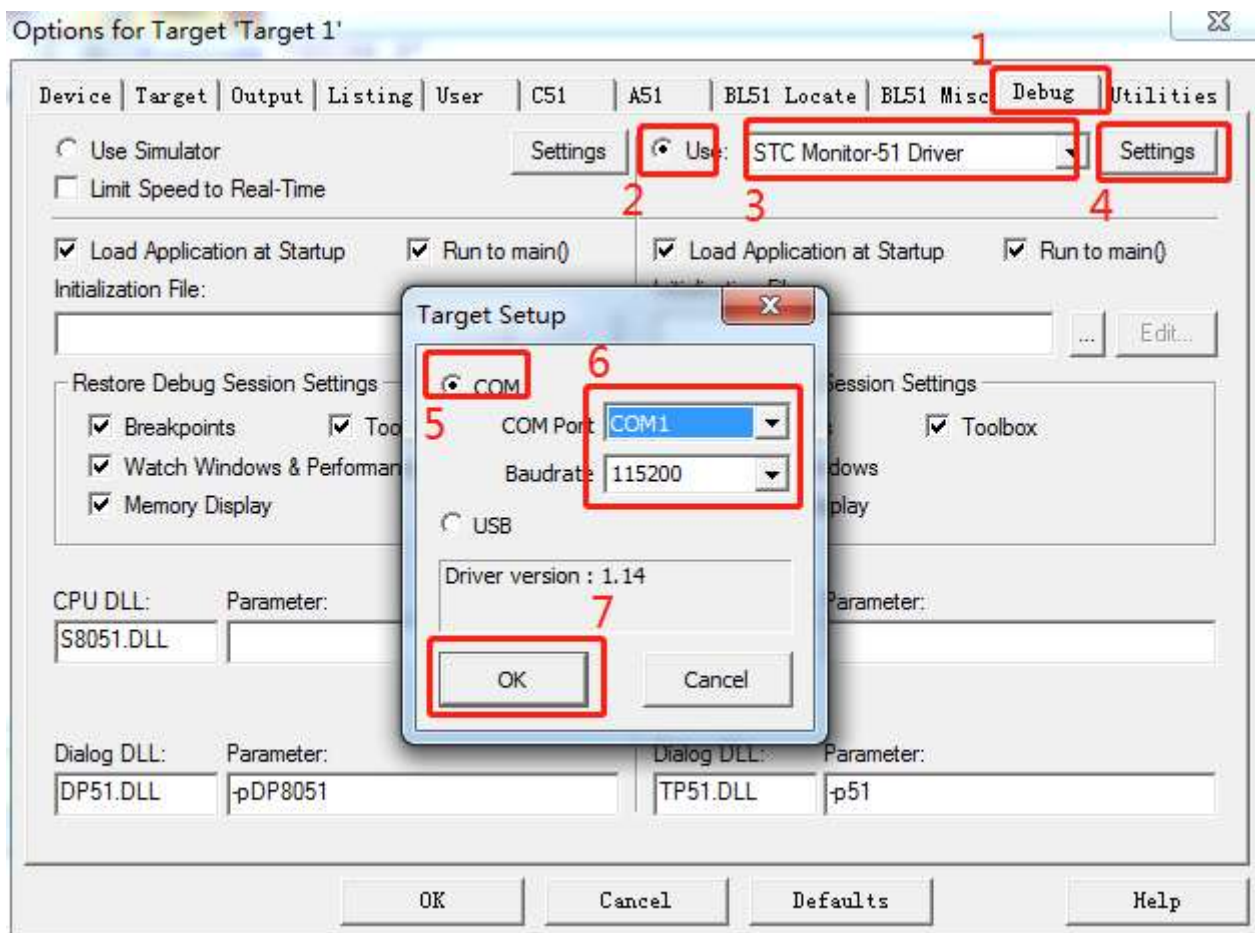 Options for Target 'Target 1'
1
Device Target Output Listing User C51 A51 BL51 Locate BL51 Misc Debug Utilities
Use Simulator Settings Use: STC Monitor-51 Driver Settings
Limit Speed to Real-Time
2 3 4
Load Application at Startup Run to main() Load Application at Startup Run to main()
Initialization File:
... Edit...
Target Setup
Restore Debug Session Settings Session Settings
Breakpoints Toolbox
Watch Windows &
Memory Display
COM
5 6
COM Port COM1
Baudrate 115200
USB
Driver version : 1.14
7
OK Cancel
CPU DLL: Parameter: Parameter:
S8051.DLL
Dialog DLL: Parameter: Dialog DLL: Parameter:
DP51.DLL -pDP8051 TP51.DLL -p51
OK Cancel Defaults Help